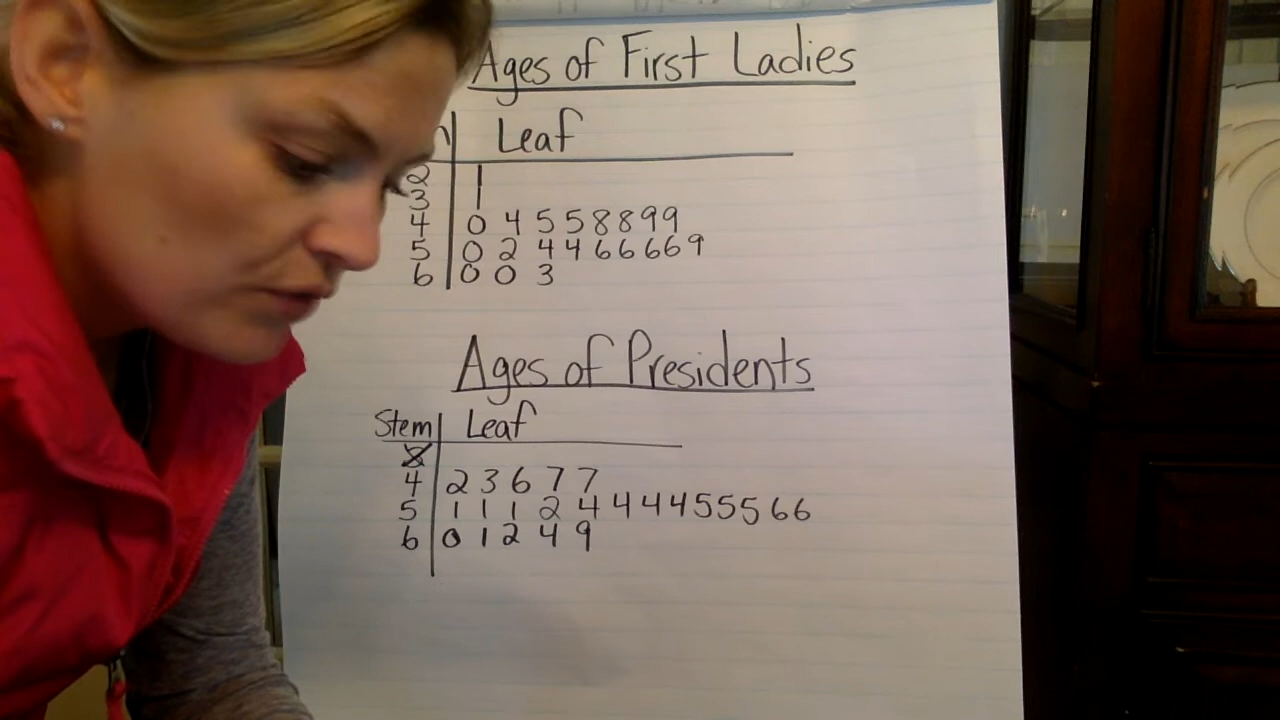 Ages of First Ladies
Leaf
2 | 1
3 | 1
4 | 0 4 5 5 8 8 9 9
5 | 0 2 4 4 6 6 6 6 9
6 | 0 0 3
Ages of Presidents
Stem | Leaf
4 | 2 3 6 7 7
5 | 1 1 1 2 4 4 4 4 5 5 5 6 6
6 | 0 1 2 4 9